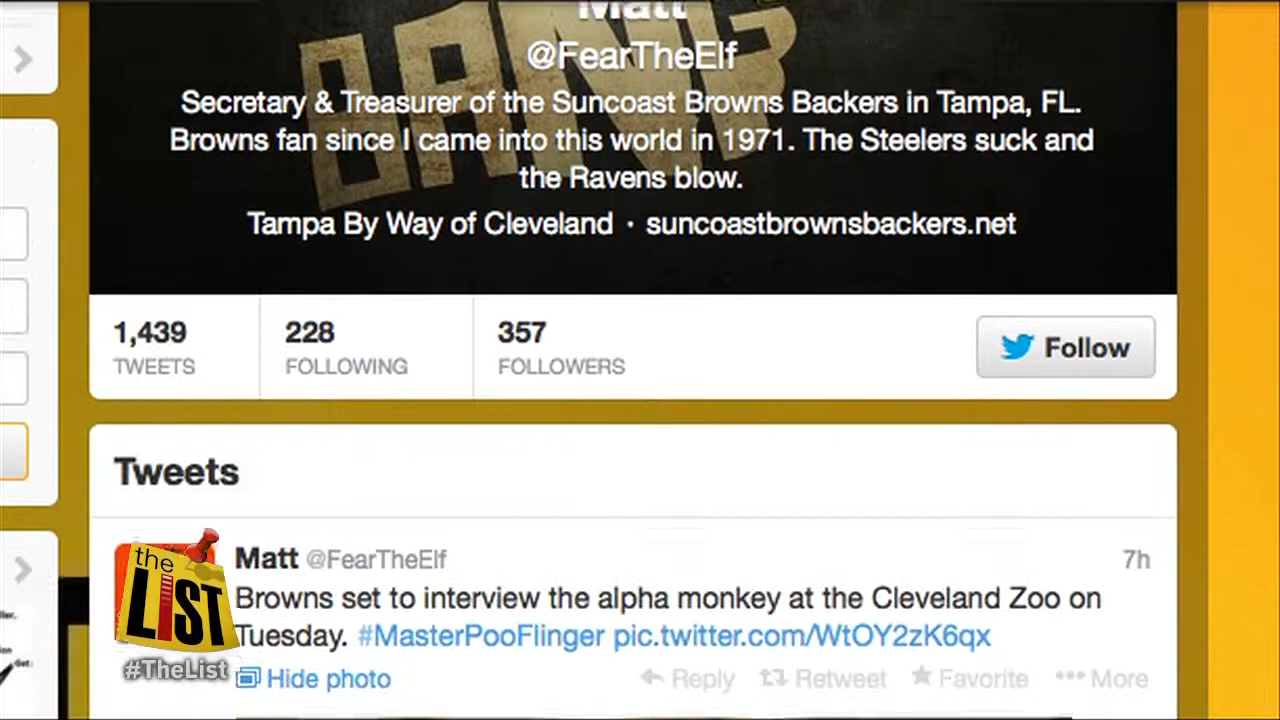 Matt
@FearTheElf
Secretary & Treasurer of the Suncoast Browns Backers in Tampa, FL.
Browns fan since I came into this world in 1971. The Steelers suck and
the Ravens blow.
Tampa By Way of Cleveland · suncoastbrownsbackers.net
1,439 228 357
TWEETS FOLLOWING FOLLOWERS
Follow
Tweets
Matt @FearTheElf 7h
Browns set to interview the alpha monkey at the Cleveland Zoo on
Tuesday. #MasterPooFlinger pic.twitter.com/WtOY2zK6qx
Hide photo Reply Retweet Favorite More
the
LIST
#TheList